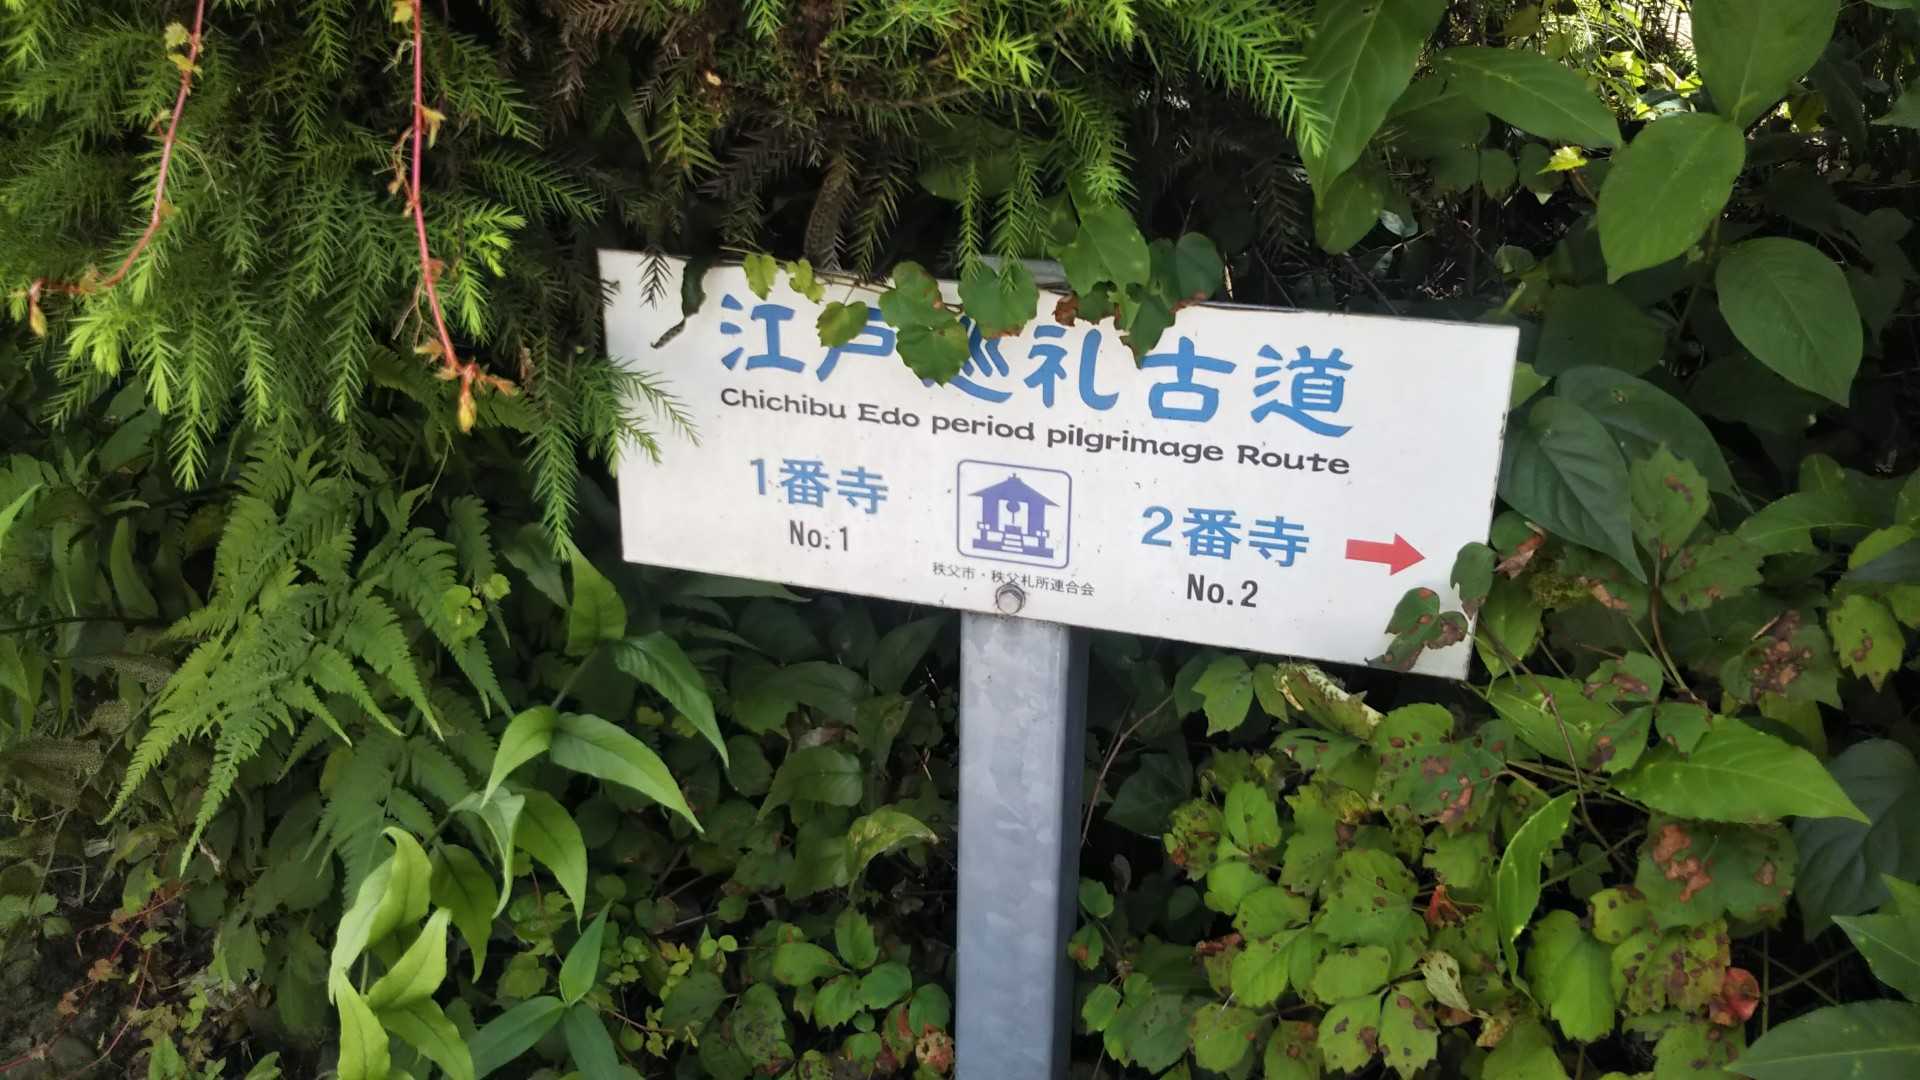 江戸巡礼古道
Chichibu Edo period pilgrimage Route
1番寺
No.1
2番寺
No.2
秩父市・秩父札所連合会